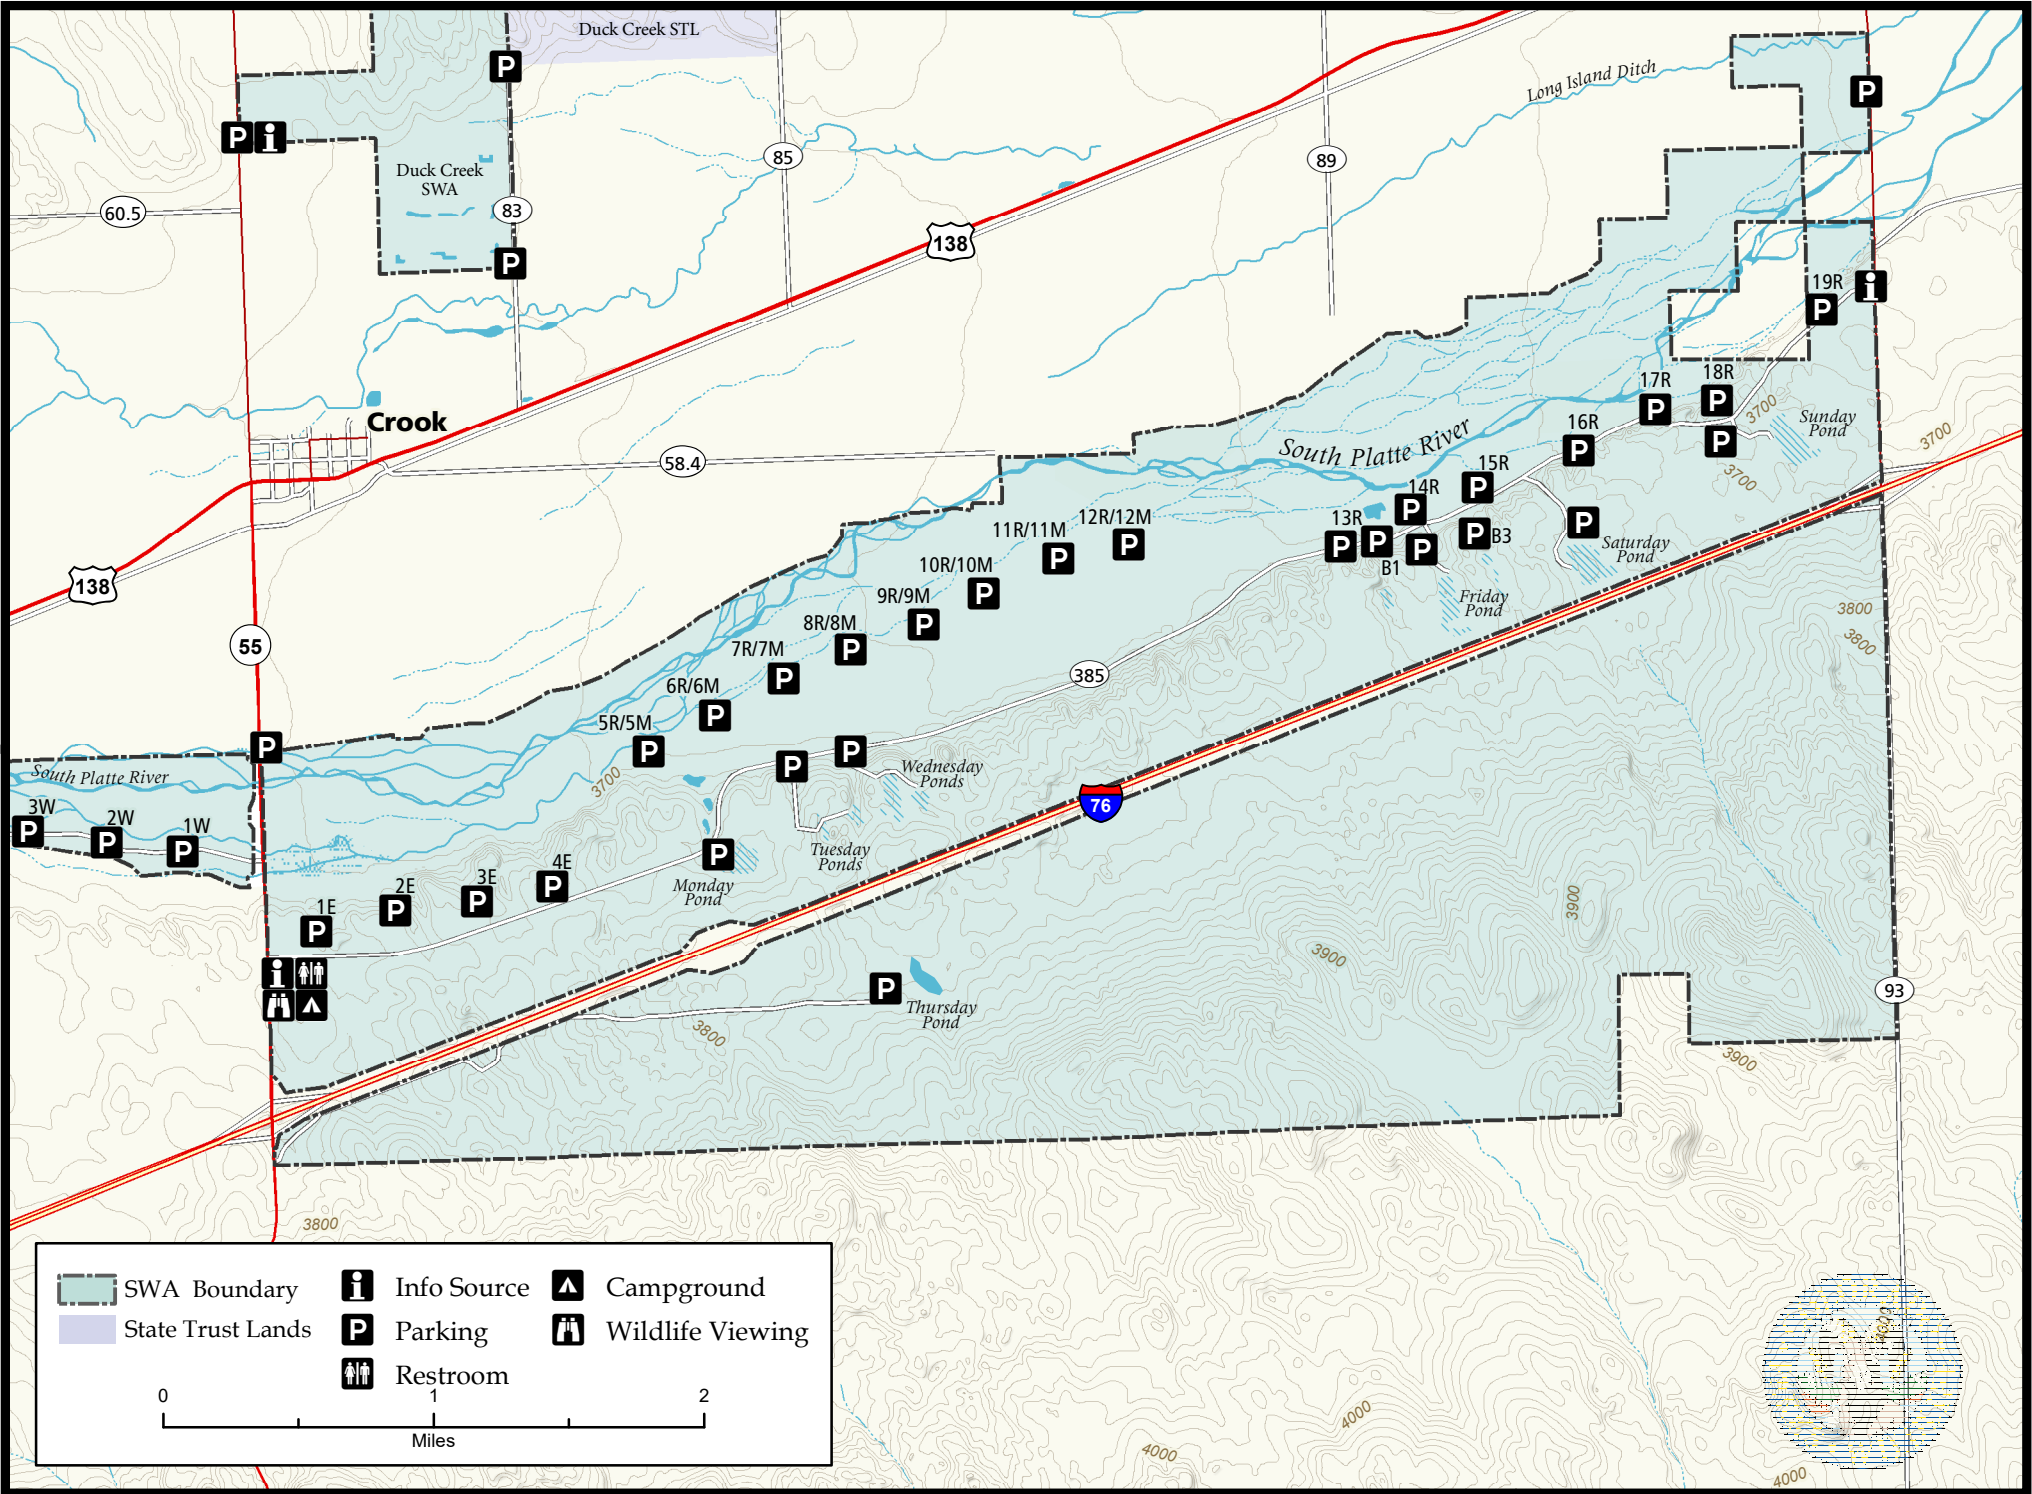 Duck Creek STL
P
Long Island Ditch
P
P
i
85
89
Duck Creek
SWA
60.5
83
138
P
19R
i
P
18R
17R
P
P
3700
Sunday
Pond
Crook
South Platte River
16R
P
P
3700
3700
58.4
15R
P
14R
P
12R/12M
P
11R/11M
P
13R
P
P
P
B1
P
B3
P
Saturday
Pond
138
10R/10M
P
9R/9M
P
Friday
Pond
3800
3800
8R/8M
P
55
7R/7M
P
385
6R/6M
P
5R/5M
P
P
South Platte River
3700
P
P
Wednesday
Ponds
76
3W
P
2W
P
1W
P
Tuesday
Ponds
P
Monday
Pond
4E
P
3E
P
2E
P
1E
P
3900
3900
i
P
Thursday
Pond
3800
93
3900
3800
SWA Boundary
State Trust Lands
i
Info Source
P
Parking
Restroom
Campground
Wildlife Viewing
0
1
2
Miles
4000
4000
4000
4000